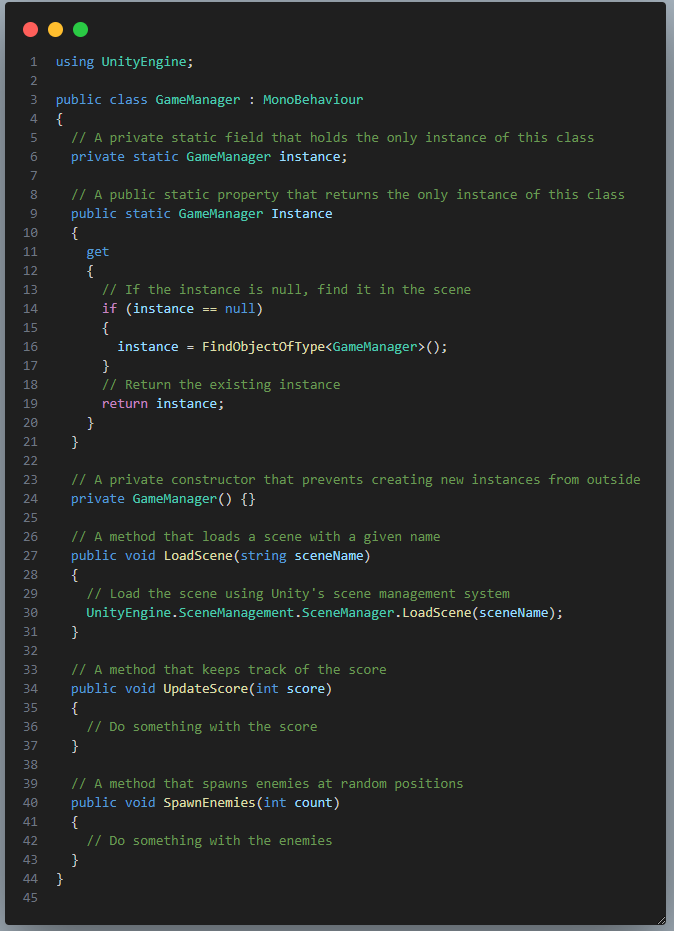 1 using UnityEngine;
2
3 public class GameManager : MonoBehaviour
4 {
5   // A private static field that holds the only instance of this class
6   private static GameManager instance;
7
8   // A public static property that returns the only instance of this class
9   public static GameManager Instance
10   {
11     get
12     {
13       // If the instance is null, find it in the scene
14       if (instance == null)
15       {
16         instance = FindObjectOfType<GameManager>();
17       }
18       // Return the existing instance
19       return instance;
20     }
21   }
22
23   // A private constructor that prevents creating new instances from outside
24   private GameManager() {}
25
26   // A method that loads a scene with a given name
27   public void LoadScene(string sceneName)
28   {
29     // Load the scene using Unity's scene management system
30     UnityEngine.SceneManagement.SceneManager.LoadScene(sceneName);
31   }
32
33   // A method that keeps track of the score
34   public void UpdateScore(int score)
35   {
36     // Do something with the score
37   }
38
39   // A method that spawns enemies at random positions
40   public void SpawnEnemies(int count)
41   {
42     // Do something with the enemies
43   }
44 }
45